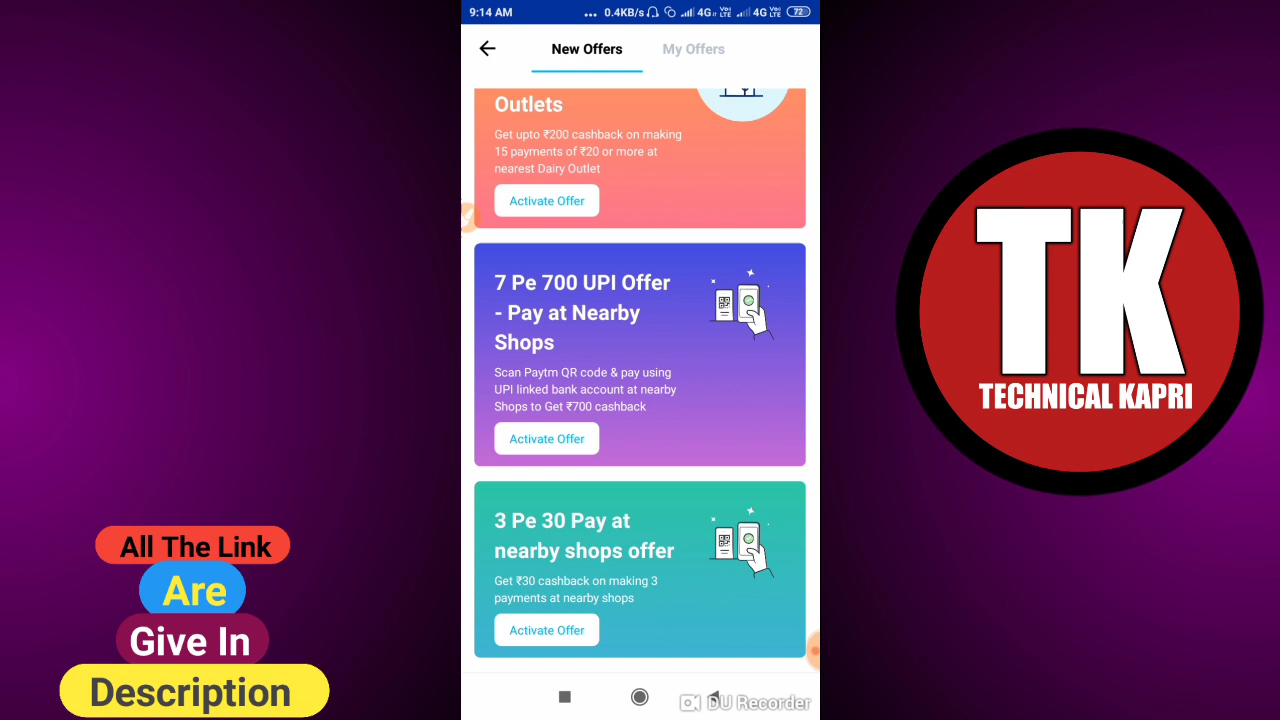 9:14 AM
... 0.4KB/s 4G Vo LTE 4G Vo LTE 72
New Offers
My Offers
Outlets
Get upto ₹200 cashback on making
15 payments of ₹20 or more at
nearest Dairy Outlet
Activate Offer
7 Pe 700 UPI Offer
- Pay at Nearby
Shops
Scan Paytm QR code & pay using
UPI linked bank account at nearby
Shops to Get ₹700 cashback
Activate Offer
3 Pe 30 Pay at
nearby shops offer
Get ₹30 cashback on making 3
payments at nearby shops
Activate Offer
DU Recorder
All The Link
Are
Give In
Description
TK
TECHNICAL KAPRI